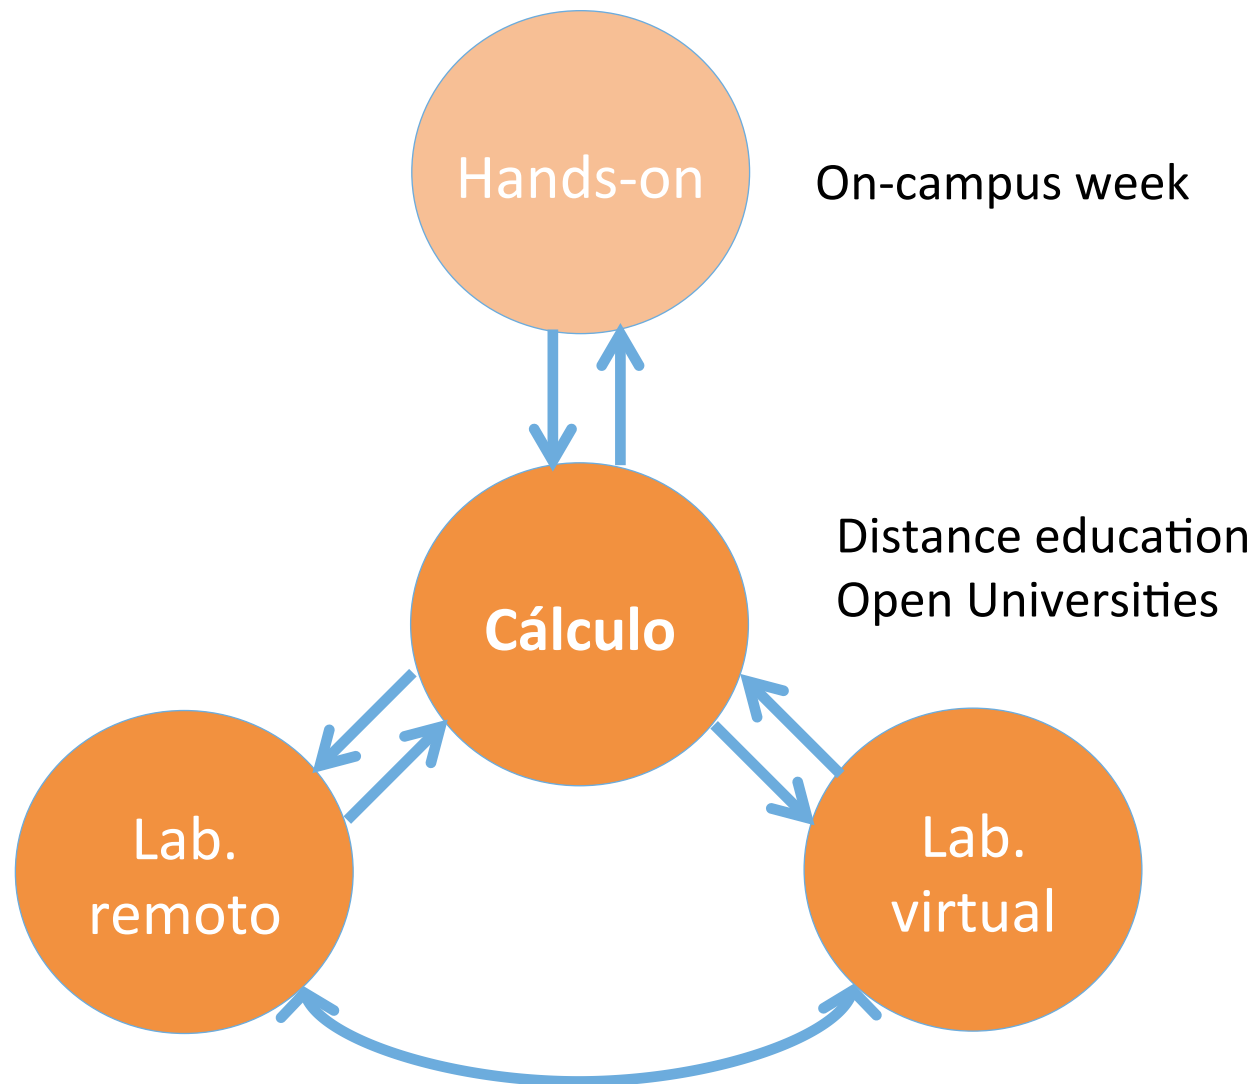 Hands-on
On-campus week
Distance education
Open Universities
Cálculo
Lab.
remoto
Lab.
virtual